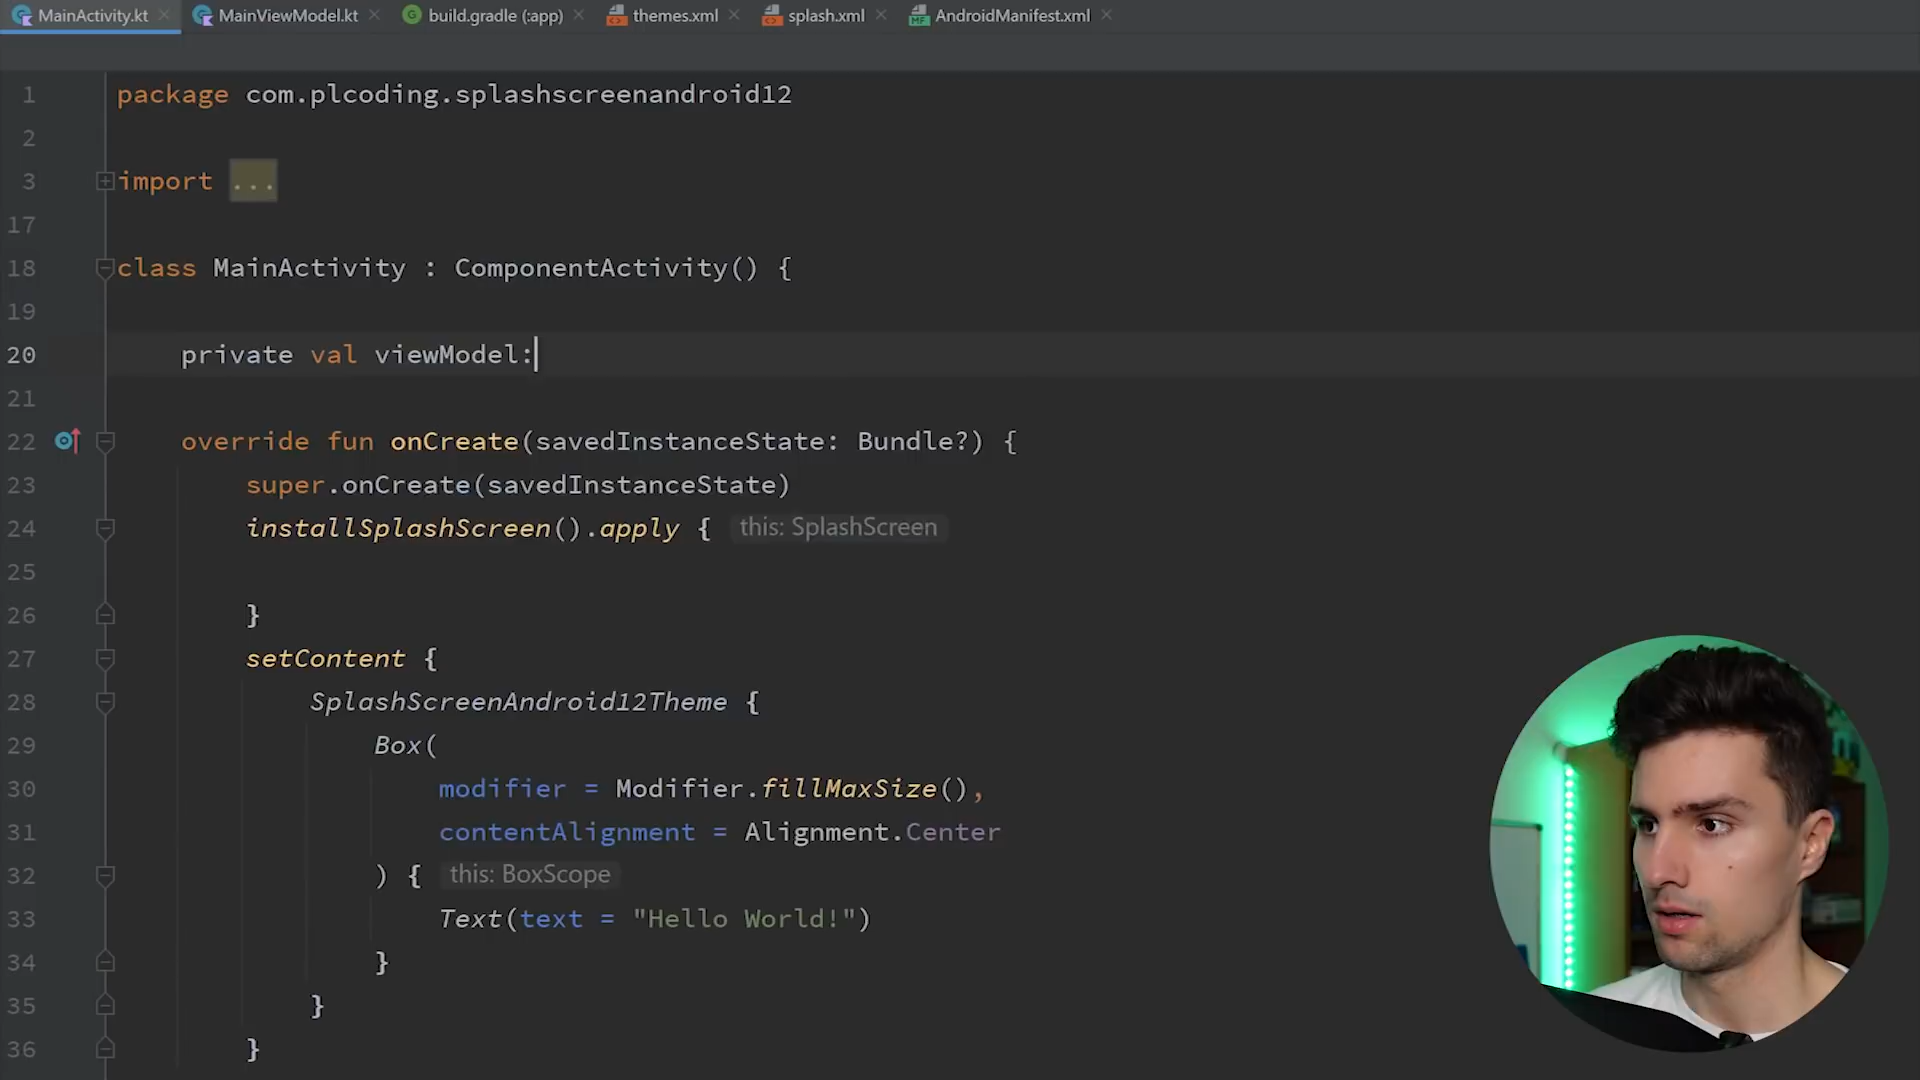 MainActivity.kt MainViewModel.kt build.gradle (:app) themes.xml splash.xml AndroidManifest.xml
1 package com.plcoding.splashscreenandroid12
2
3 import ...
17
18 class MainActivity : ComponentActivity() {
19
20 private val viewModel:
21
22 override fun onCreate(savedInstanceState: Bundle?) {
23 super.onCreate(savedInstanceState)
24 installSplashScreen().apply { this: SplashScreen
25
26 }
27 setContent {
28 SplashScreenAndroid12Theme {
29 Box(
30 modifier = Modifier.fillMaxSize(),
31 contentAlignment = Alignment.Center
32 ) { this: BoxScope
33 Text(text = "Hello World!")
34 }
35 }
36 }